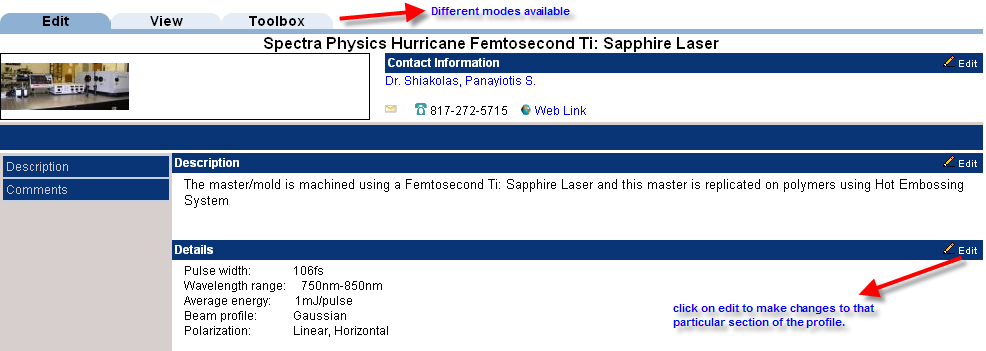 Edit View Toolbox
Different modes available
Spectra Physics Hurricane Femtosecond Ti: Sapphire Laser
Contact Information Edit
Dr. Shiakolas, Panayiotis S.
817-272-5715 Web Link
Description
Comments
Description Edit
The master/mold is machined using a Femtosecond Ti: Sapphire Laser and this master is replicated on polymers using Hot Embossing
System
Details Edit
Pulse width: 106fs
Wavelength range: 750nm-850nm
Average energy: 1mJ/pulse
Beam profile: Gaussian
Polarization: Linear, Horizontal
click on edit to make changes to that
particular section of the profile.